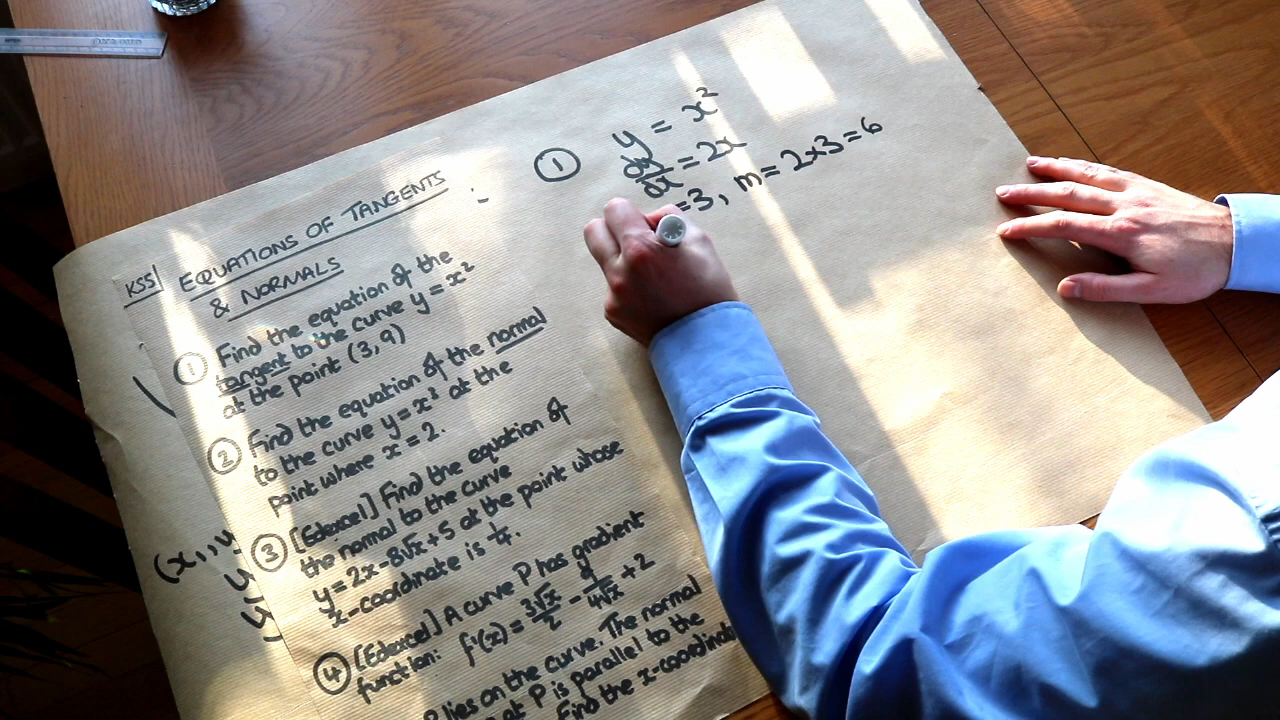 KS5
EQUATIONS OF TANGENTS
& NORMALS
① Find the equation of the
tangent to the curve y = x²
at the point (3,9)
② Find the equation of the normal
to the curve y = x³ at the
point where x = 2.
③ [Edexcel] Find the equation of
the normal to the curve
y = 2x - 8√x + 5 at the point whose
x-coordinate is ¼.
④ [Edexcel] A curve P has gradient
function: f'(x) = 3√x/2 - /4√x + 2
lies on the curve. The normal
at P is parallel to the
Find the x-coordinat
(x₁, y
① y = x²
dy/dx = 2x
=3, m = 2×3 = 6